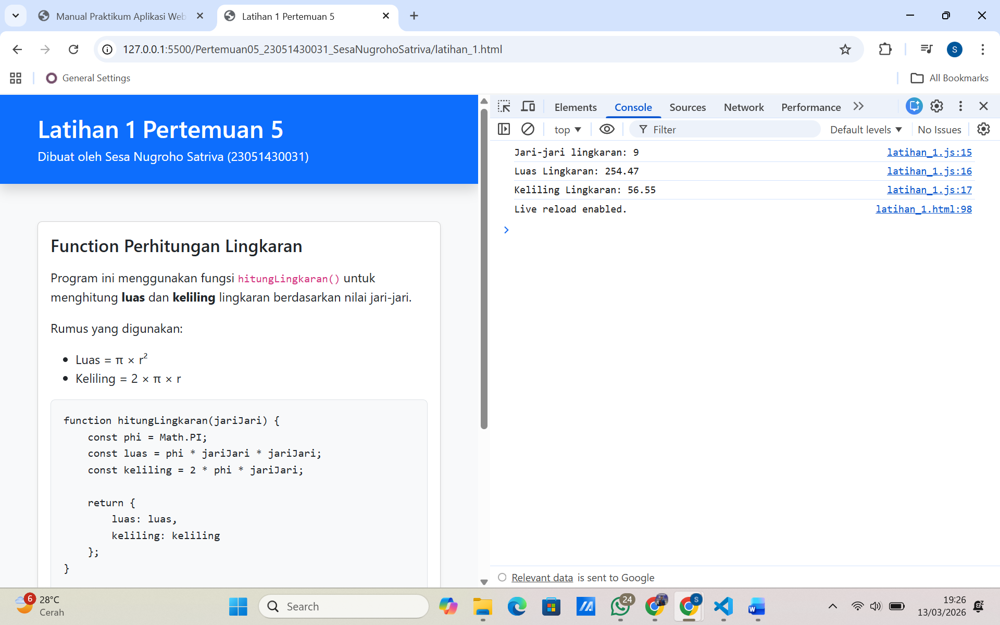 Manual Praktikum Aplikasi Web
Latihan 1 Pertemuan 5
127.0.0.1:5500/Pertemuan05_23051430031_SesaNugrohoSatriva/latihan_1.html
S
General Settings
All Bookmarks
Latihan 1 Pertemuan 5
Dibuat oleh Sesa Nugroho Satriva (23051430031)
Function Perhitungan Lingkaran
Program ini menggunakan fungsi hitungLingkaran() untuk
menghitung luas dan keliling lingkaran berdasarkan nilai jari-jari.
Rumus yang digunakan:
• Luas = π × r²
• Keliling = 2 × π × r
function hitungLingkaran(jariJari) {
    const phi = Math.PI;
    const luas = phi * jariJari * jariJari;
    const keliling = 2 * phi * jariJari;
    return {
        luas: luas,
        keliling: keliling
    };
}
Elements Console Sources Network Performance
top Filter Default levels No Issues
Jari-jari lingkaran: 9 latihan_1.js:15
Luas Lingkaran: 254.47 latihan_1.js:16
Keliling Lingkaran: 56.55 latihan_1.js:17
Live reload enabled. latihan_1.html:98
Relevant data is sent to Google
6
28°C
Cerah
Search
24
S
W
19:26
13/03/2026